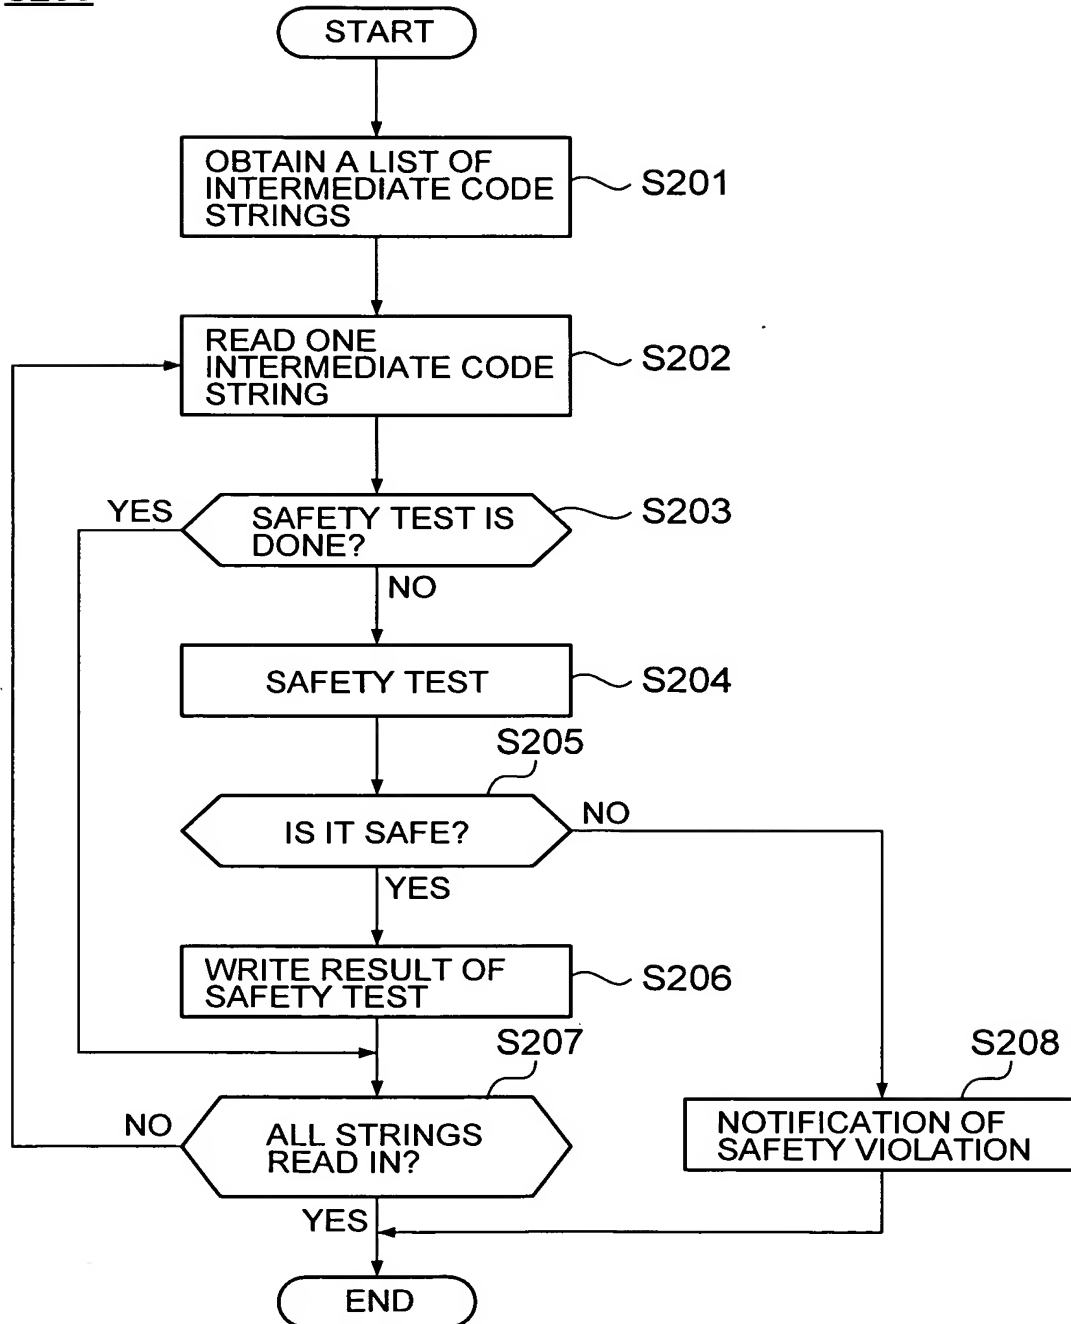 START
OBTAIN A LIST OF
INTERMEDIATE CODE
STRINGS
S201
READ ONE
INTERMEDIATE CODE
STRING
S202
YES
SAFETY TEST IS
DONE?
S203
NO
SAFETY TEST
S204
S205
IS IT SAFE?
NO
YES
WRITE RESULT OF
SAFETY TEST
S206
S207
S208
NO
ALL STRINGS
READ IN?
NOTIFICATION OF
SAFETY VIOLATION
YES
END